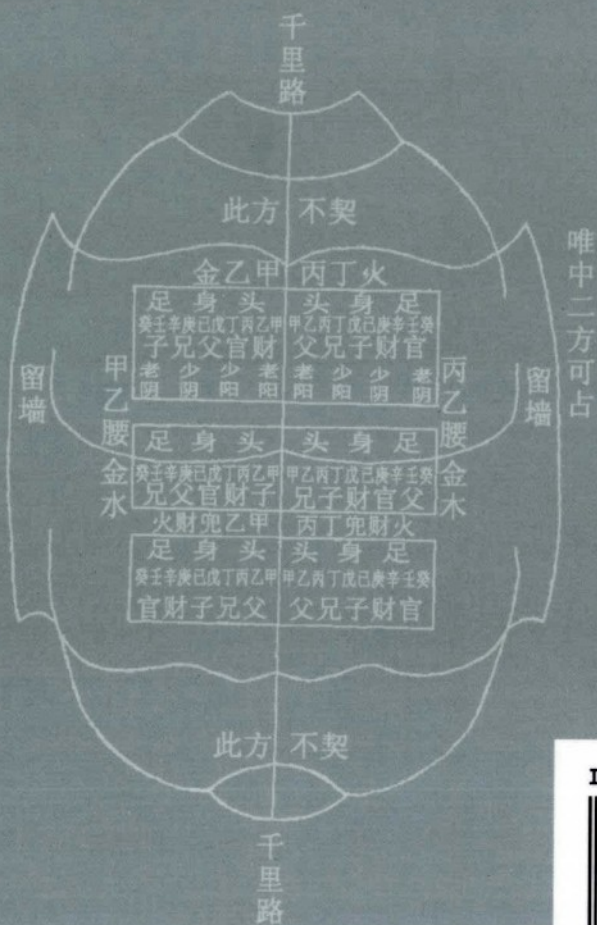 千里路
此方 不契
唯中二方可占
金乙甲 丙丁火
足 身 头 头 身 足
癸壬辛庚己戊丁丙乙甲 甲乙丙丁戊己庚辛壬癸
子兄父官财 父子兄财官
老阴 少阴 少阳 老阳 老阳 少阳 少阴 老阴
留墙
甲乙腰金水
丙乙腰金木
留墙
足 身 头 头 身 足
癸壬辛庚己戊丁丙乙甲 甲乙丙丁戊己庚辛壬癸
兄父官财子 兄子财官父
火财兜乙甲 丙丁兜财火
足 身 头 头 身 足
癸壬辛庚己戊丁丙乙甲 甲乙丙丁戊己庚辛壬癸
官财子兄父 父兄子财官
此方 不契
千里路
I